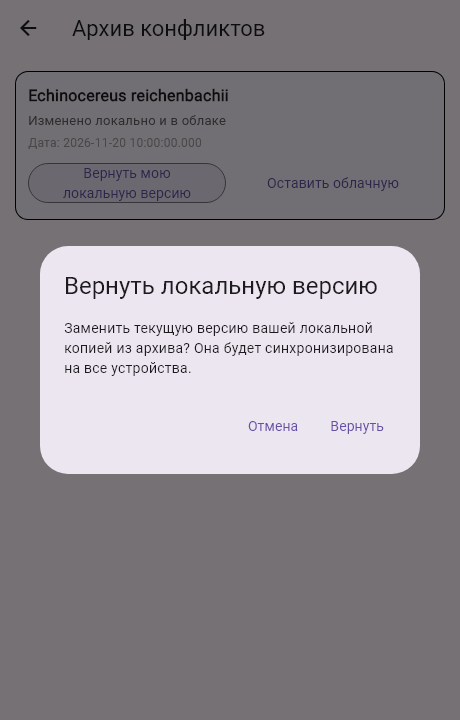 Архив конфликтов
Echinocereus reichenbachii
Изменено локально и в облаке
Дата: 2026-11-20 10:00:00.000
Вернуть мою
локальную версию
Оставить облачную
Вернуть локальную версию
Заменить текущую версию вашей локальной
копией из архива? Она будет синхронизирована
на все устройства.
Отмена
Вернуть